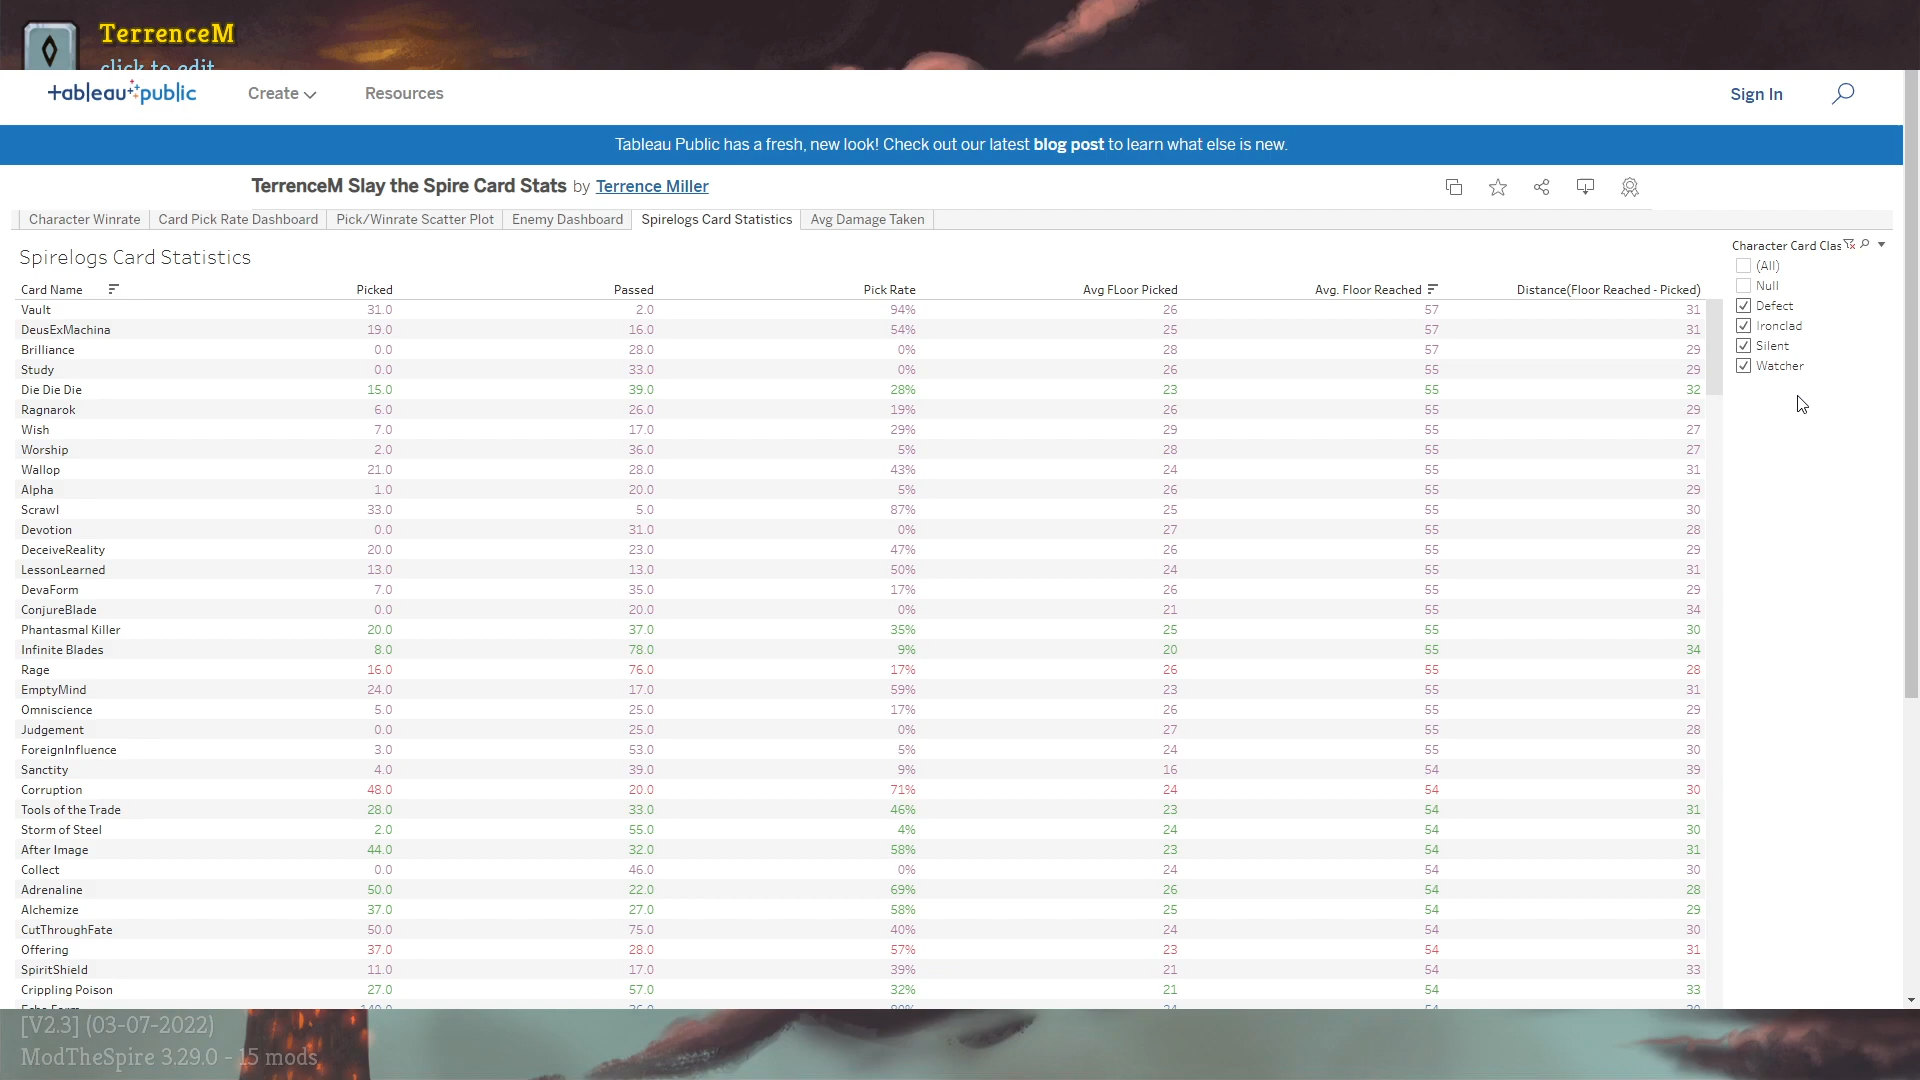 TerrenceM
click to edit
+ableau+public
Create
Resources
Sign In
Tableau Public has a fresh, new look! Check out our latest blog post to learn what else is new.
TerrenceM Slay the Spire Card Stats by Terrence Miller
Character Winrate Card Pick Rate Dashboard Pick/Winrate Scatter Plot Enemy Dashboard Spirelogs Card Statistics Avg Damage Taken
Spirelogs Card Statistics
Character Card Clas
(All)
Null
Defect
Ironclad
Silent
Watcher
Card Name Picked Passed Pick Rate Avg FLoor Picked Avg. Floor Reached Distance(Floor Reached - Picked)
Vault 31.0 2.0 94% 26 57 31
DeusExMachina 19.0 16.0 54% 25 57 31
Brilliance 0.0 28.0 0% 28 57 29
Study 0.0 33.0 0% 26 55 29
Die Die Die 15.0 39.0 28% 23 55 32
Ragnarok 6.0 26.0 19% 26 55 29
Wish 7.0 17.0 29% 29 55 27
Worship 2.0 36.0 5% 28 55 27
Wallop 21.0 28.0 43% 24 55 31
Alpha 1.0 20.0 5% 26 55 29
Scrawl 33.0 5.0 87% 25 55 30
Devotion 0.0 31.0 0% 27 55 28
DeceiveReality 20.0 23.0 47% 26 55 29
LessonLearned 13.0 13.0 50% 24 55 31
DevaForm 7.0 35.0 17% 26 55 29
ConjureBlade 0.0 20.0 0% 21 55 34
Phantasmal Killer 20.0 37.0 35% 25 55 30
Infinite Blades 8.0 78.0 9% 20 55 34
Rage 16.0 76.0 17% 26 55 28
EmptyMind 24.0 17.0 59% 23 55 31
Omniscience 5.0 25.0 17% 26 55 29
Judgement 0.0 25.0 0% 27 55 28
ForeignInfluence 3.0 53.0 5% 24 55 30
Sanctity 4.0 39.0 9% 16 54 39
Corruption 48.0 20.0 71% 24 54 30
Tools of the Trade 28.0 33.0 46% 23 54 31
Storm of Steel 2.0 55.0 4% 24 54 30
After Image 44.0 32.0 58% 23 54 31
Collect 0.0 46.0 0% 24 54 30
Adrenaline 50.0 22.0 69% 26 54 28
Alchemize 37.0 27.0 58% 25 54 29
CutThroughFate 50.0 75.0 40% 24 54 30
Offering 37.0 28.0 57% 23 54 31
SpiritShield 11.0 17.0 39% 21 54 33
Crippling Poison 27.0 57.0 32% 21 54 33
[V2.3] (03-07-2022)
ModTheSpire 3.29.0 - 15 mods